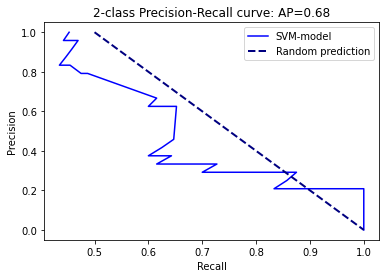 2-class Precision-Recall curve: AP=0.68
SVM-model
Random prediction
Precision
1.0
0.8
0.6
0.4
0.2
0.0
0.5 0.6 0.7 0.8 0.9 1.0
Recall